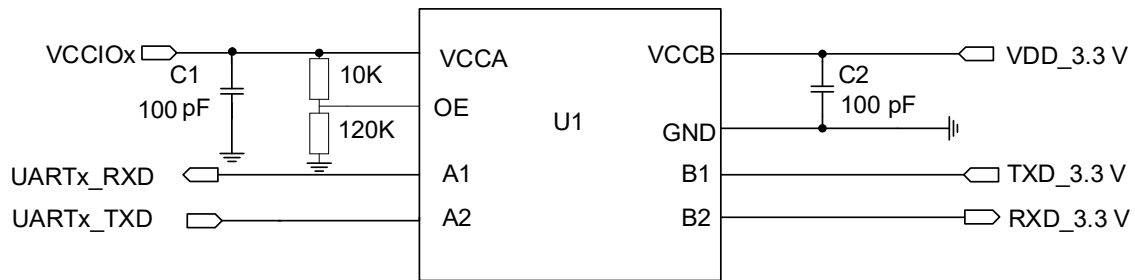 VCCIOx
VCCA
VCCB
VDD_3.3 V
C1
100 pF
10K
C2
100 pF
OE
U1
120K
GND
UARTx_RXD
A1
B1
TXD_3.3 V
UARTx_TXD
A2
B2
RXD_3.3 V